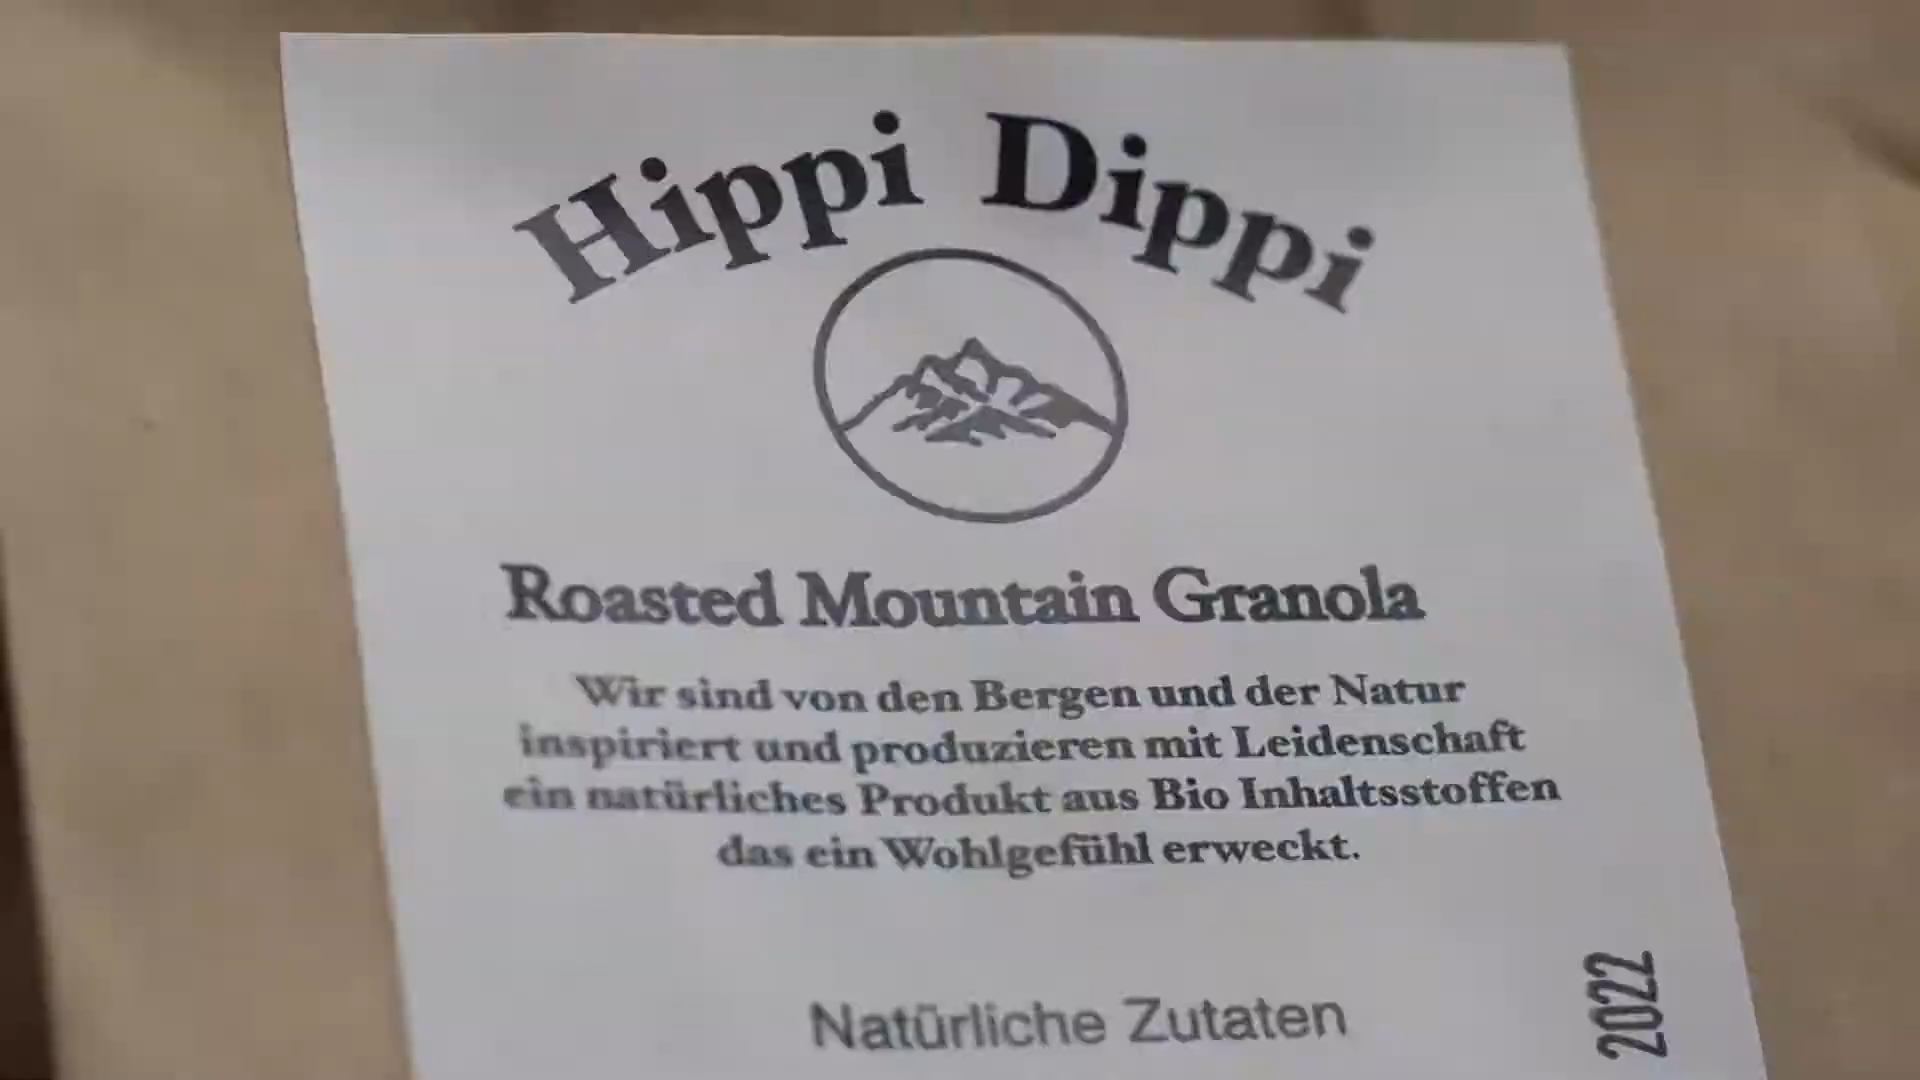 Hippi Dippi
Roasted Mountain Granola
Wir sind von den Bergen und der Natur
inspiriert und produzieren mit Leidenschaft
ein natürliches Produkt aus Bio Inhaltsstoffen
das ein Wohlgefühl erweckt.
Natürliche Zutaten
2022